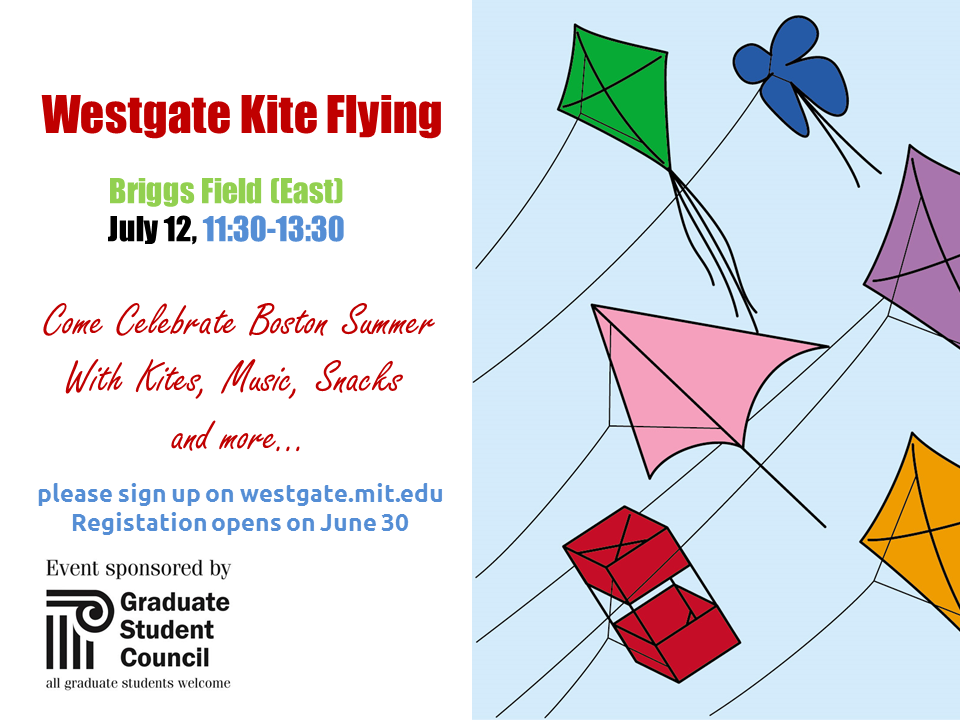 Westgate Kite Flying
Briggs Field (East)
July 12, 11:30-13:30
Come Celebrate Boston Summer
With Kites, Music, Snacks
and more...
please sign up on westgate.mit.edu
Registation opens on June 30
Event sponsored by
Graduate
Student
Council
all graduate students welcome